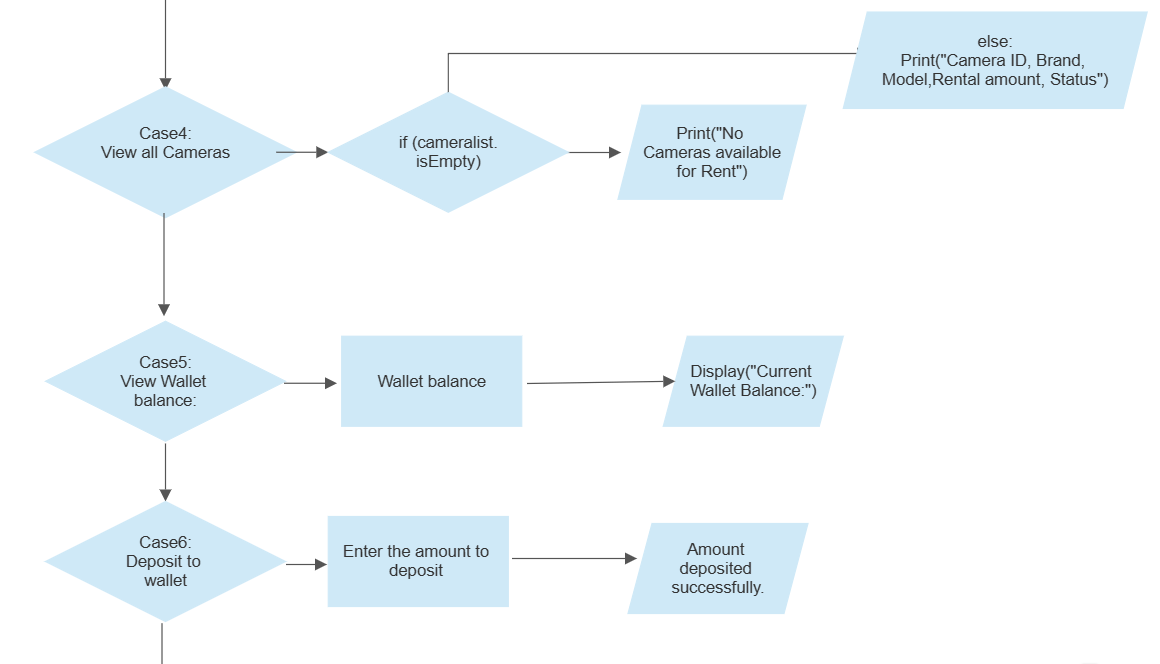 else:
Print("Camera ID, Brand,
Model,Rental amount, Status")
Case4:
View all Cameras
if (cameralist.
isEmpty)
Print("No
Cameras available
for Rent")
Case5:
View Wallet
balance:
Wallet balance
Display("Current
Wallet Balance:")
Case6:
Deposit to
wallet
Enter the amount to
deposit
Amount
deposited
successfully.